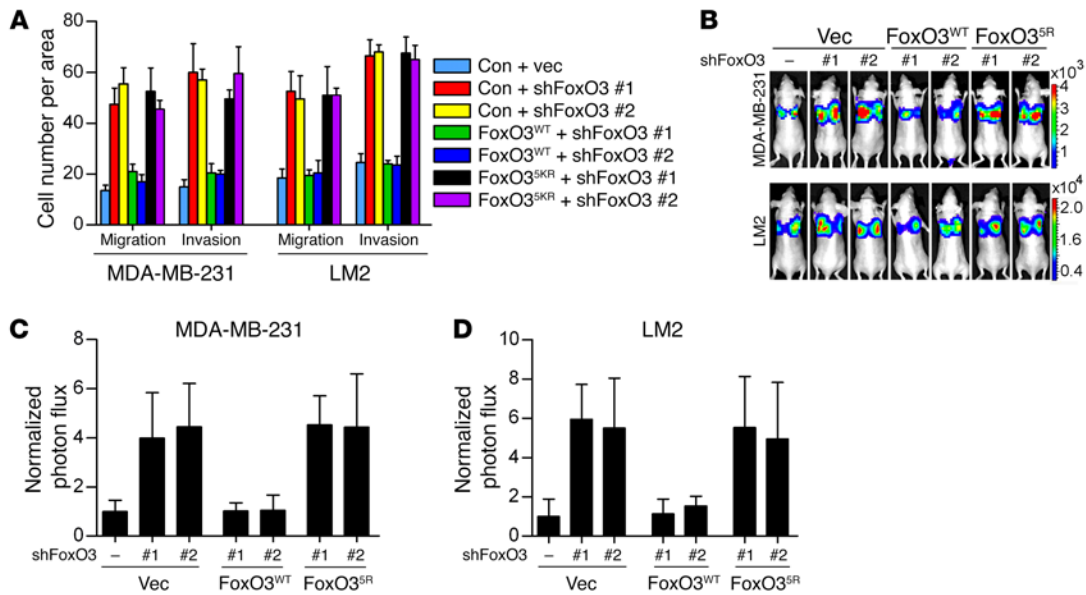 A
Cell number per area
80
60
40
20
0
Migration Invasion Migration Invasion
MDA-MB-231 LM2
Con + vec
Con + shFoxO3 #1
Con + shFoxO3 #2
FoxO3WT + shFoxO3 #1
FoxO3WT + shFoxO3 #2
FoxO35KR + shFoxO3 #1
FoxO35KR + shFoxO3 #2
B
Vec FoxO3WT FoxO35R
shFoxO3 – #1 #2 #1 #2 #1 #2
MDA-MB-231
x103
4
3
2
1
LM2
x104
2.0
1.6
0.4
C
MDA-MB-231
Normalized
photon flux
8
6
4
2
0
shFoxO3 – #1 #2 #1 #2 #1 #2
Vec FoxO3WT FoxO35R
D
LM2
Normalized
photon flux
10
8
6
4
2
0
shFoxO3 – #1 #2 #1 #2 #1 #2
Vec FoxO3WT FoxO35R